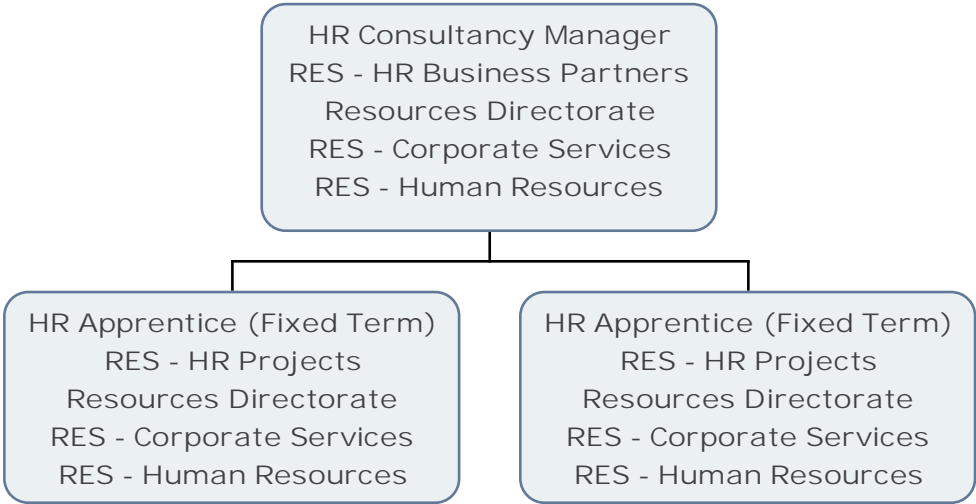 HR Consultancy Manager
RES - HR Business Partners
Resources Directorate
RES - Corporate Services
RES - Human Resources
HR Apprentice (Fixed Term)
RES - HR Projects
Resources Directorate
RES - Corporate Services
RES - Human Resources
HR Apprentice (Fixed Term)
RES - HR Projects
Resources Directorate
RES - Corporate Services
RES - Human Resources